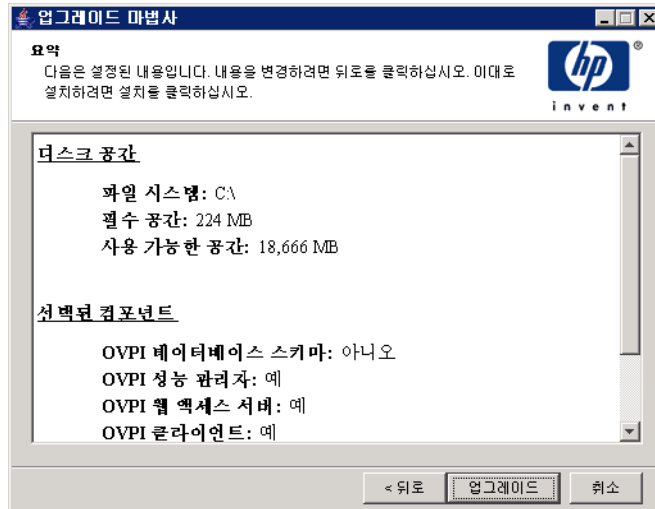 업그레이드 마법사
요약
다음은 설정된 내용입니다. 내용을 변경하려면 뒤로를 클릭하십시오. 이대로
설치하려면 설치를 클릭하십시오.
hp
®
invent
디스크 공간
파일 시스템: C:\
필수 공간: 224 MB
사용 가능한 공간: 18,666 MB
선택된 컴포넌트
OVPI 데이터베이스 스키마: 아니오
OVPI 성능 관리자: 예
OVPI 웹 액세스 서버: 예
OVPI 클라이언트: 예
< 뒤로
업그레이드
취소